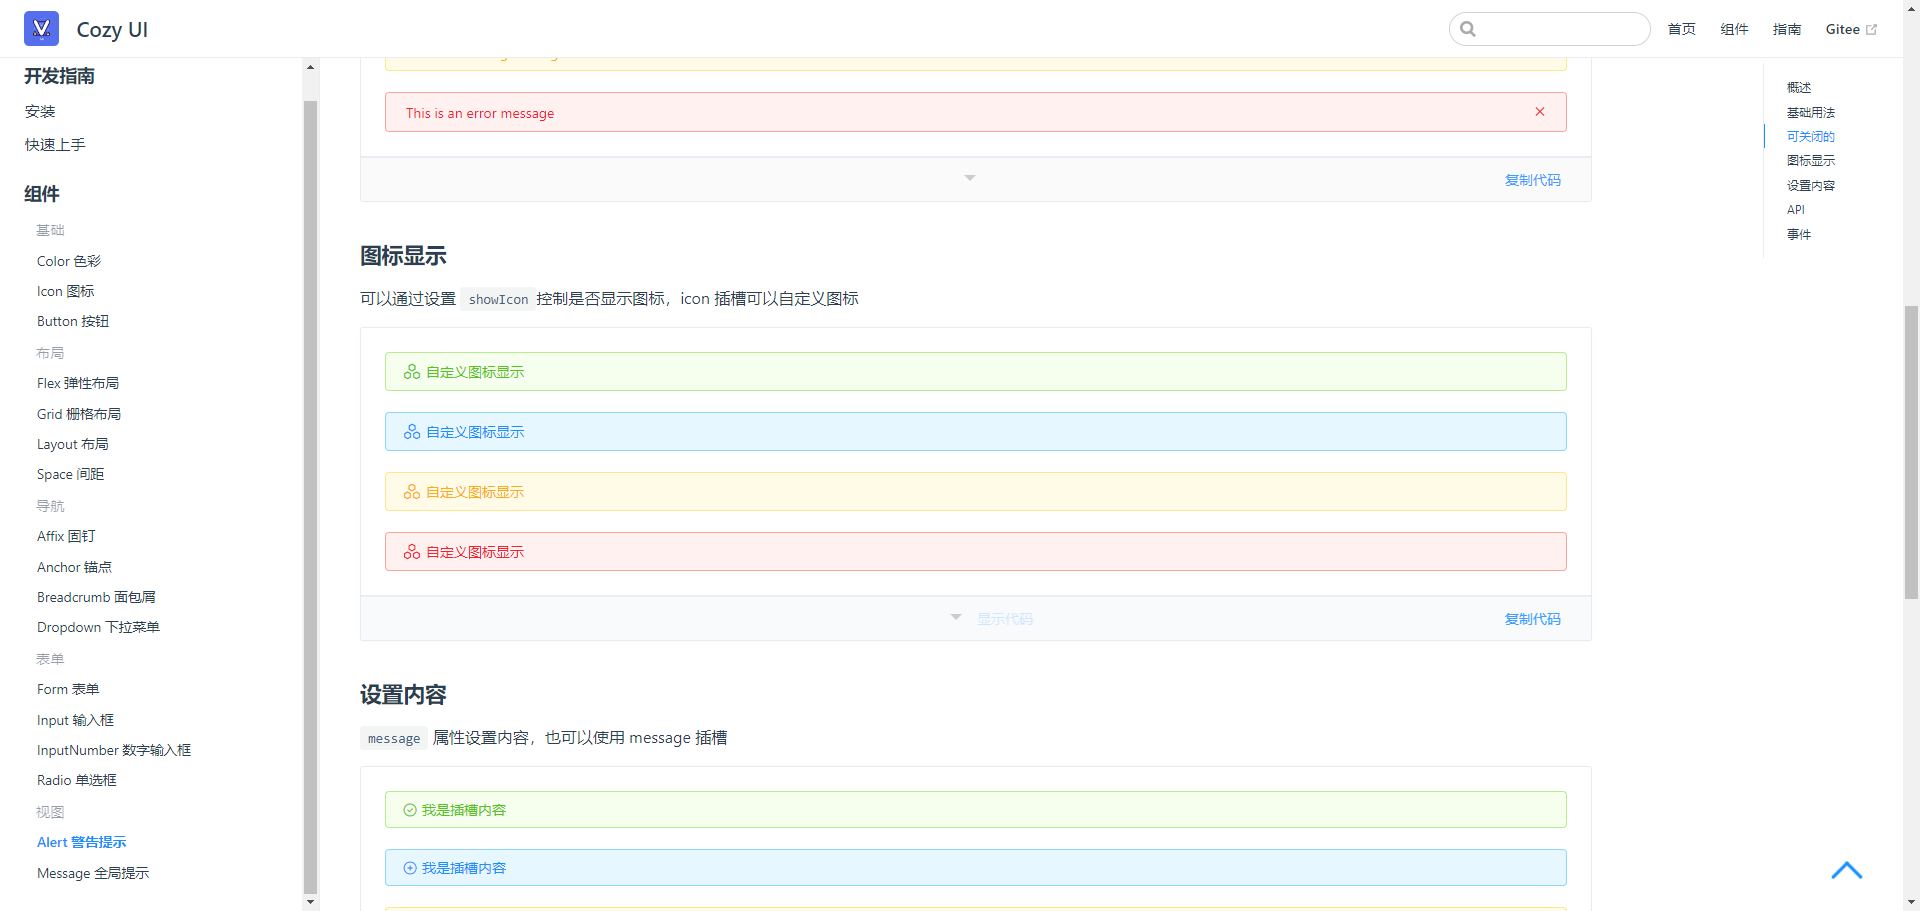 Cozy UI
首页
组件
指南
Gitee
开发指南
安装
快速上手
组件
基础
Color 色彩
Icon 图标
Button 按钮
布局
Flex 弹性布局
Grid 栅格布局
Layout 布局
Space 间距
导航
Affix 固钉
Anchor 锚点
Breadcrumb 面包屑
Dropdown 下拉菜单
表单
Form 表单
Input 输入框
InputNumber 数字输入框
Radio 单选框
视图
Alert 警告提示
Message 全局提示
This is an error message
复制代码
图标显示
可以通过设置 showIcon 控制是否显示图标，icon 插槽可以自定义图标
自定义图标显示
自定义图标显示
自定义图标显示
自定义图标显示
显示代码
复制代码
设置内容
message 属性设置内容，也可以使用 message 插槽
我是插槽内容
我是插槽内容
概述
基础用法
可关闭的
图标显示
设置内容
API
事件